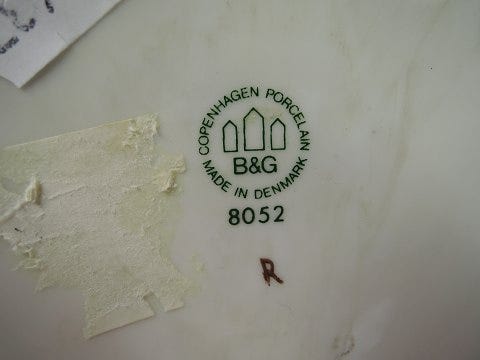 COPENHAGEN PORCELAIN
B&G
MADE IN DENMARK
8052
R